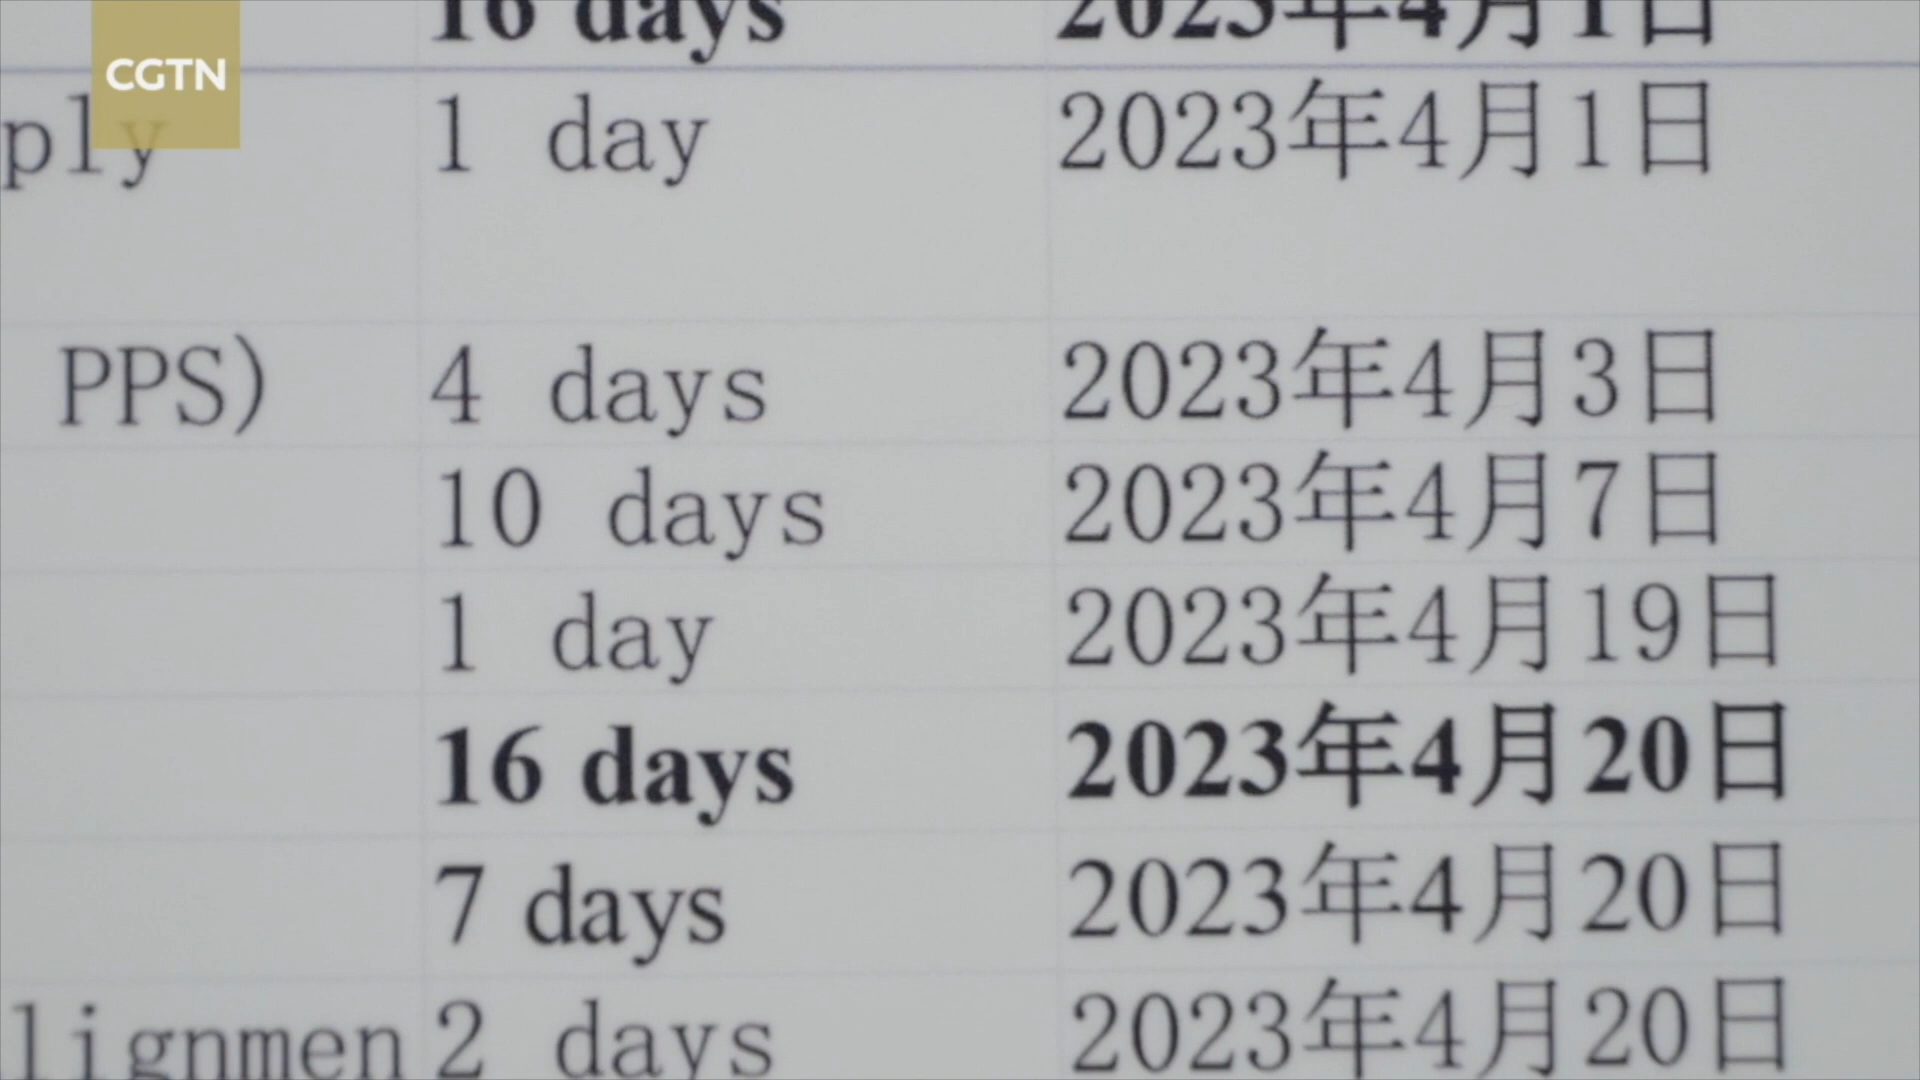 16 days 2023年4月1日
CGTN
ply 1 day 2023年4月1日
PPS) 4 days 2023年4月3日
10 days 2023年4月7日
1 day 2023年4月19日
16 days 2023年4月20日
7 days 2023年4月20日
lignmen 2 days 2023年4月20日